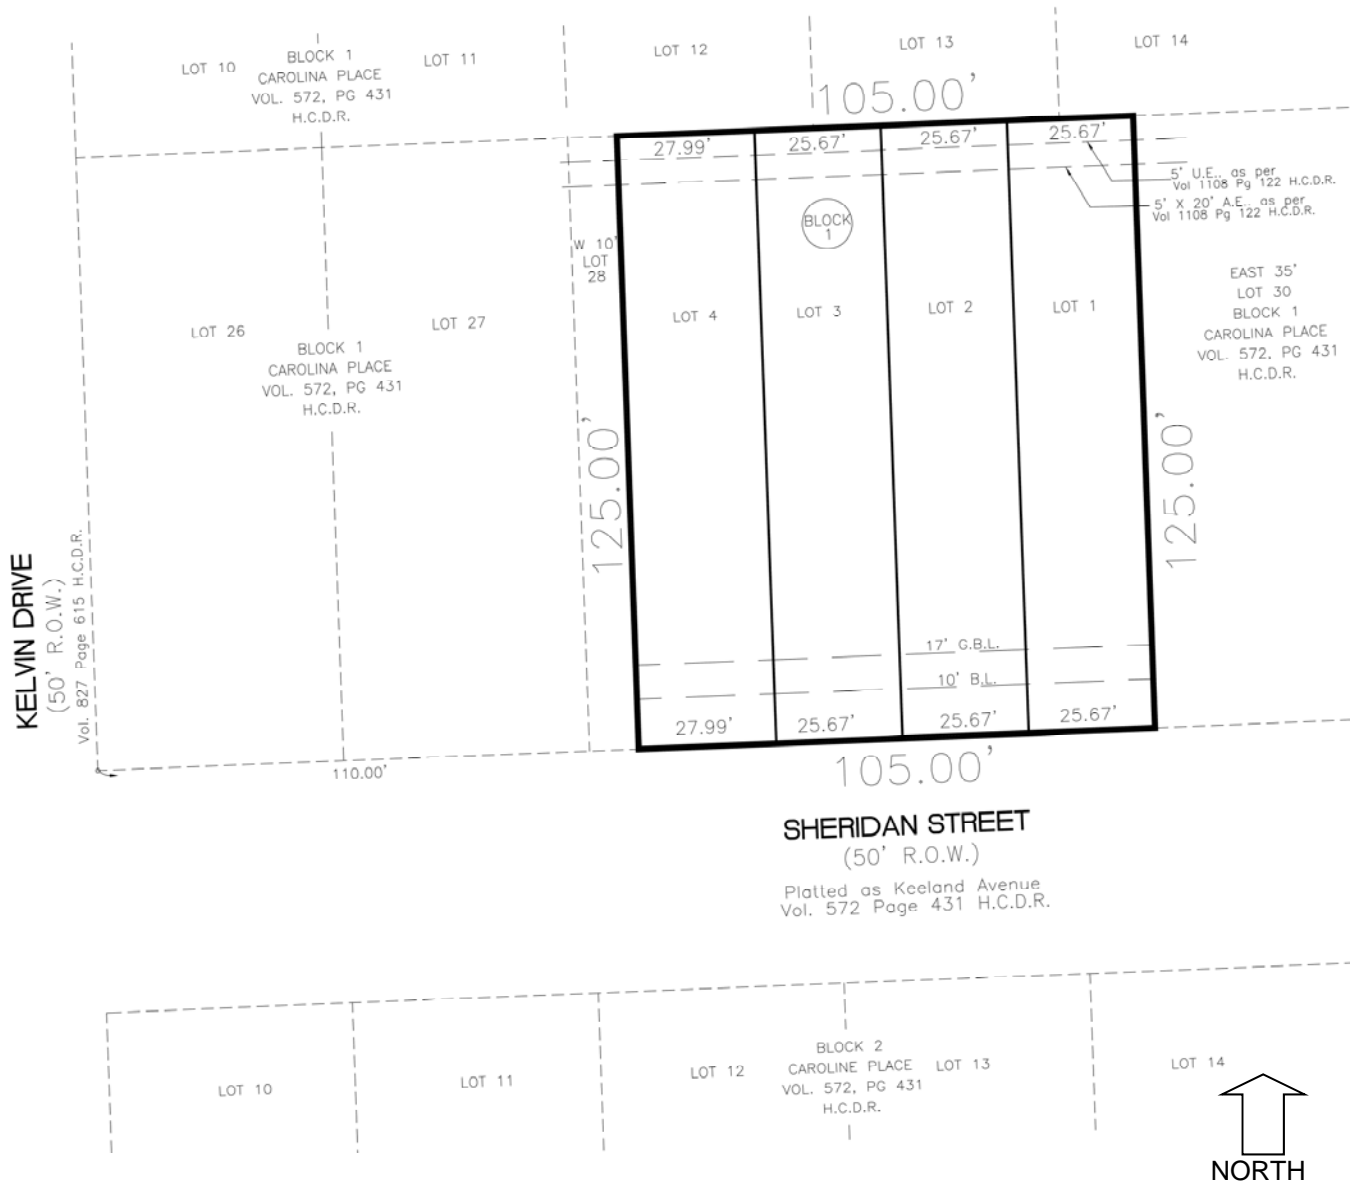 LOT 10
BLOCK 1
CAROLINA PLACE
VOL. 572, PG 431
H.C.D.R.
LOT 11
LOT 12
LOT 13
LOT 14
105.00'
27.99'
25.67'
25.67'
25.67'
5' U.E.. as per
Vol 1108 Pg 122 H.C.D.R.
5' X 20' A.E.. as per
Vol 1108 Pg 122 H.C.D.R.
BLOCK
1
W 10'
LOT
28
LOT 26
BLOCK 1
CAROLINA PLACE
VOL. 572, PG 431
H.C.D.R.
LOT 27
LOT 4
LOT 3
LOT 2
LOT 1
EAST 35'
LOT 30
BLOCK 1
CAROLINA PLACE
VOL. 572, PG 431
H.C.D.R.
125.00'
125.00'
KELVIN DRIVE
(50' R.O.W.)
Vol. 827 Page 615 H.C.D.R.
17' G.B.L.
10' B.L.
27.99'
25.67'
25.67'
25.67'
110.00'
105.00'
SHERIDAN STREET
(50' R.O.W.)
Platted as Keeland Avenue
Vol. 572 Page 431 H.C.D.R.
LOT 10
LOT 11
LOT 12
BLOCK 2
CAROLINE PLACE
VOL. 572, PG 431
H.C.D.R.
LOT 13
LOT 14
NORTH